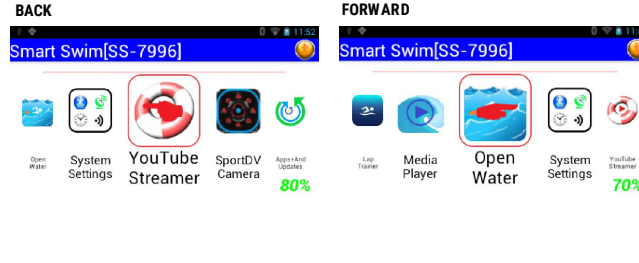 BACK
FORWARD
11:52
Smart Swim[SS-7996]
Open
Water
System
Settings
YouTube
Streamer
SportDV
Camera
Apps+And
Updates
80%
Smart Swim[SS-7996]
Lap
Trainer
Media
Player
Open
Water
System
Settings
YouTube
Streamer
70%